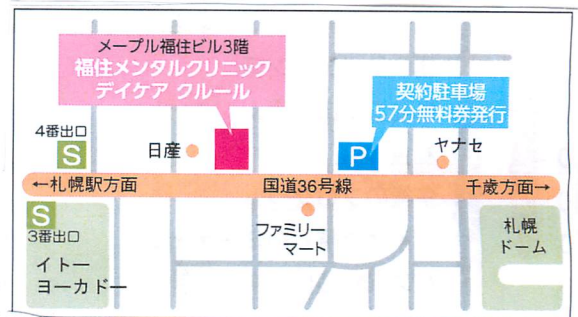 メープル福住ビル3階
福住メンタルクリニック
デイケア クルール
契約駐車場
57分無料券発行
4番出口
S
日産
P
ヤナセ
←札幌駅方面
国道36号線
千歳方面→
S
3番出口
イトー
ヨーカドー
ファミリー
マート
札幌
ドーム